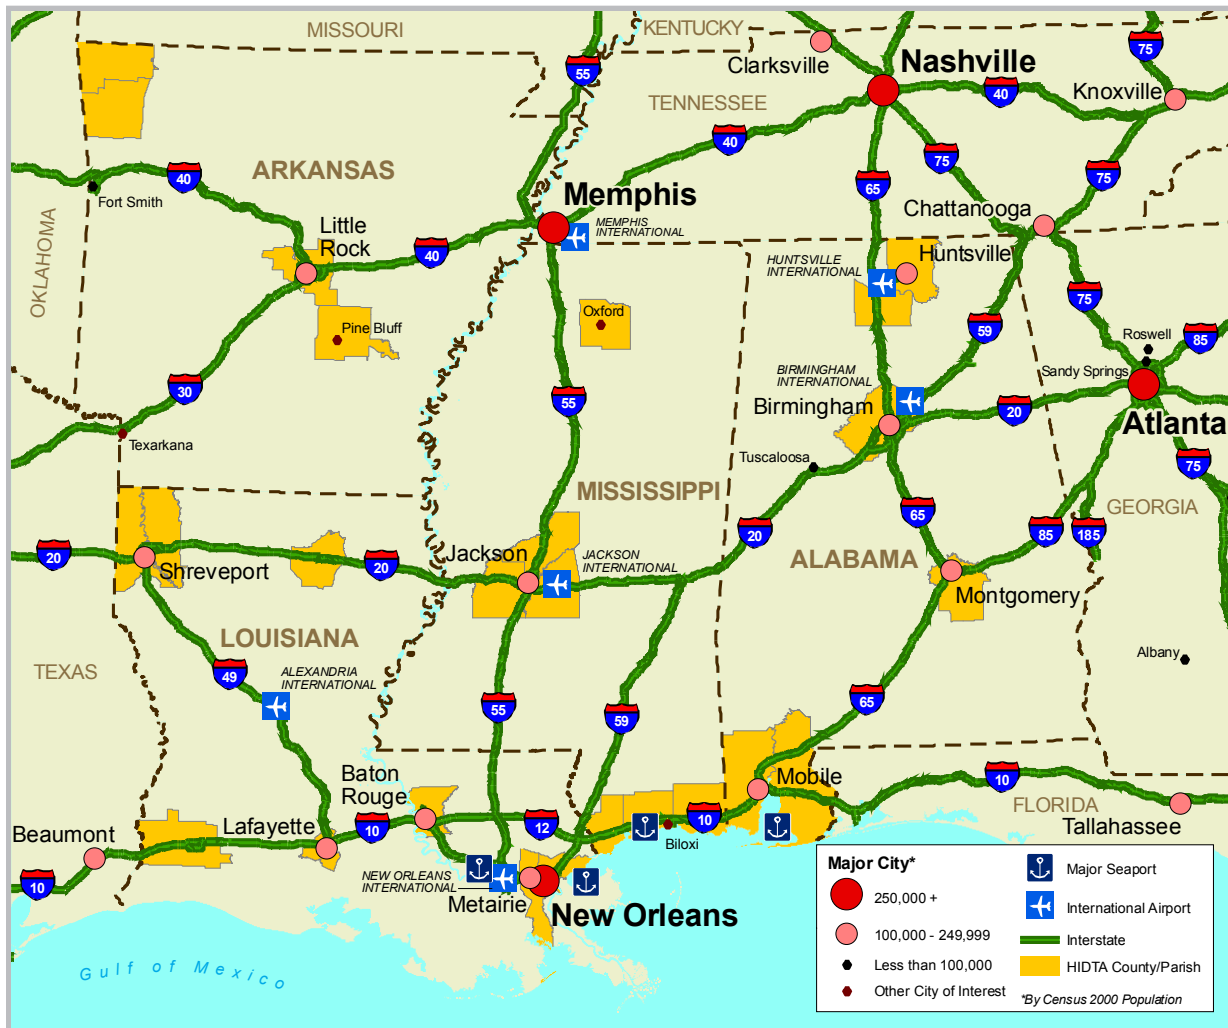 MISSOURI
KENTUCKY
Clarksville
Nashville
75
55
40
Knoxville
TENNESSEE
40
75
75
ARKANSAS
40
Fort Smith
65
Memphis
MEMPHIS
INTERNATIONAL
Chattanooga
OKLAHOMA
Little
Rock
40
HUNTSVILLE
INTERNATIONAL
Huntsville
75
Pine Bluff
Oxford
59
Roswell
85
Sandy Springs
BIRMINGHAM
INTERNATIONAL
30
55
Birmingham
20
Atlanta
Texarkana
Tuscaloosa
75
MISSISSIPPI
65
GEORGIA
20
Shreveport
20
Jackson
JACKSON
INTERNATIONAL
20
ALABAMA
85
185
Montgomery
LOUISIANA
TEXAS
49
ALEXANDRIA
INTERNATIONAL
Albany
55
59
65
Baton
Rouge
Mobile
10
FLORIDA
Tallahassee
Beaumont
Lafayette
10
12
10
Biloxi
10
NEW ORLEANS
INTERNATIONAL
Metairie
New Orleans
Gulf of Mexico
Major City*
250,000 +
100,000 - 249,999
Less than 100,000
Other City of Interest
Major Seaport
International Airport
Interstate
HIDTA County/Parish
*By Census 2000 Population